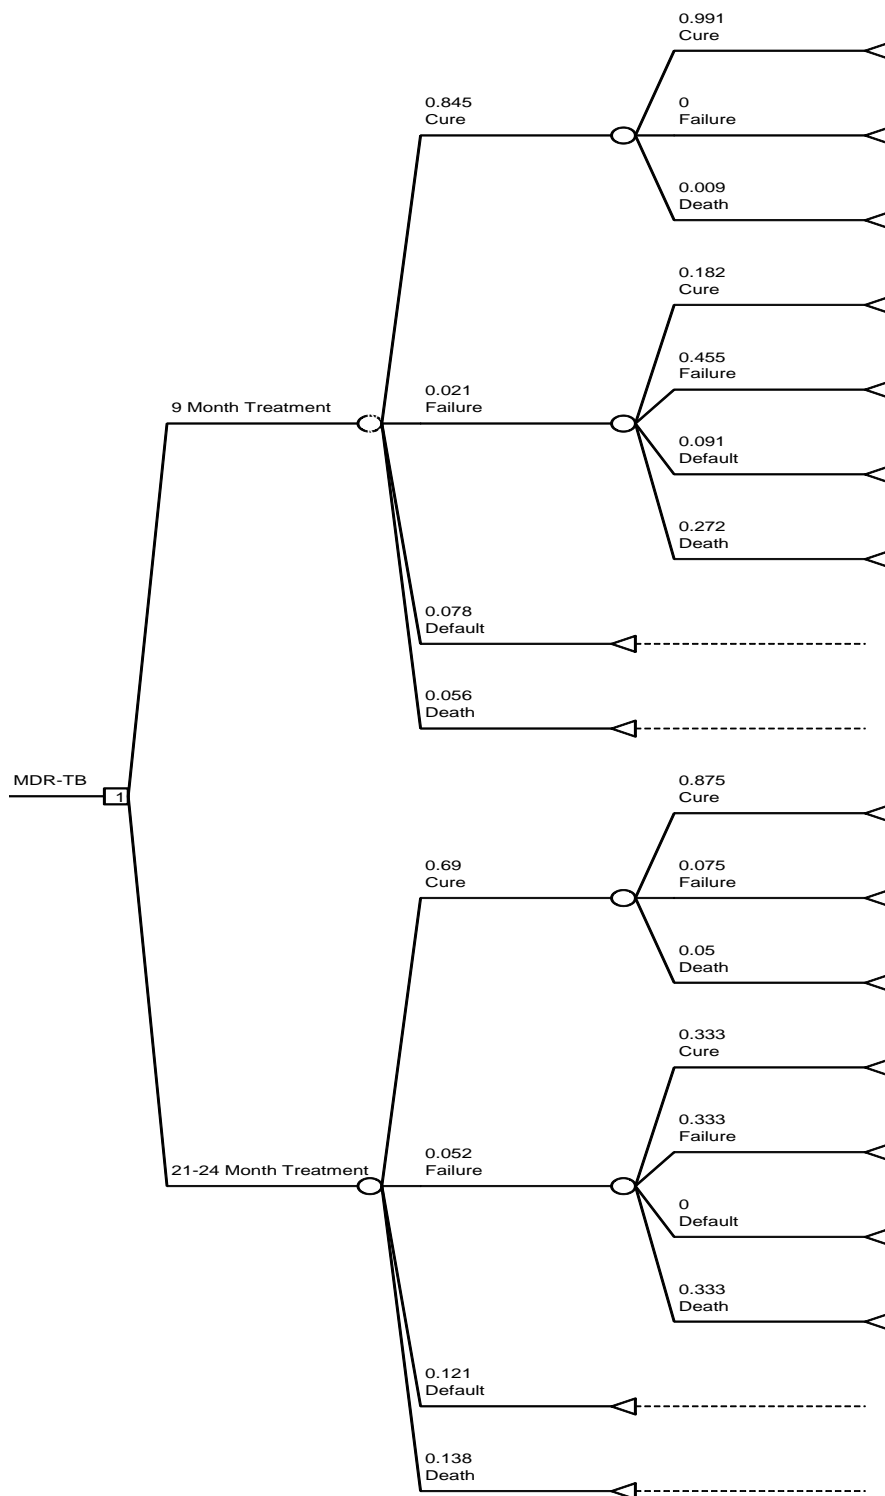 0.991
Cure
0.845
Cure
0
Failure
0.009
Death
0.182
Cure
9 Month Treatment
0.021
Failure
0.455
Failure
0.091
Default
0.272
Death
0.078
Default
0.056
Death
MDR-TB
1
0.875
Cure
0.69
Cure
0.075
Failure
0.05
Death
0.333
Cure
21-24 Month Treatment
0.052
Failure
0.333
Failure
0
Default
0.333
Death
0.121
Default
0.138
Death